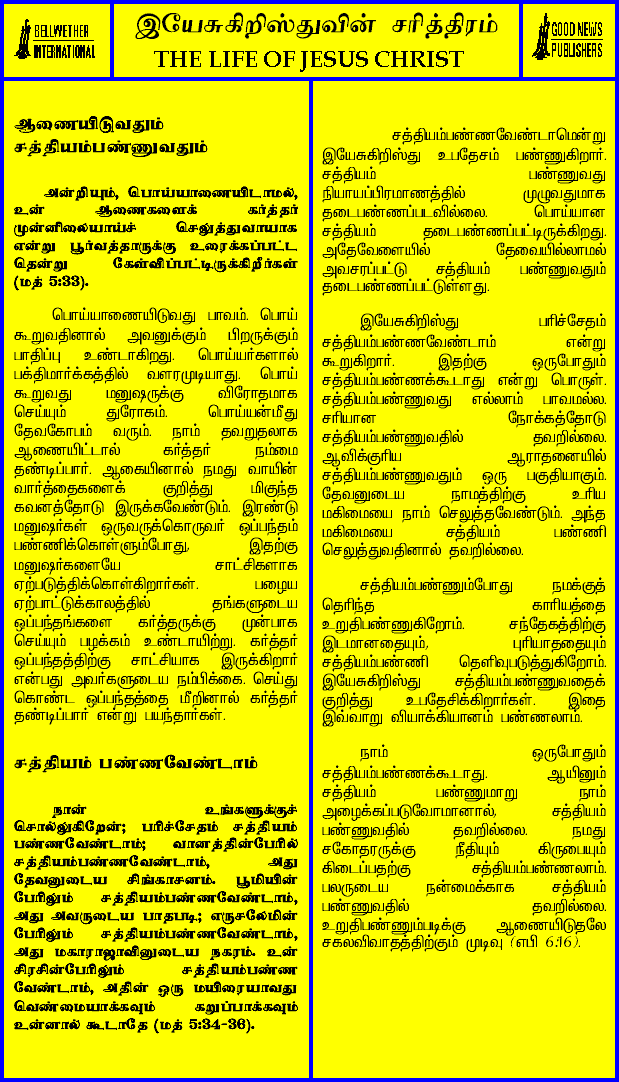 BELLWETHER
INTERNATIONAL
இயேசுகிறிஸ்துவின் சரித்திரம்
THE LIFE OF JESUS CHRIST
GOOD NEWS
PUBLISHERS
ஆணையிடுவதும்
சத்தியம்பண்ணுவதும்
அன்றியும், பொய்யாணையிடாமல்,
உன் ஆணைகளைக் கர்த்தர்
முன்னிலையாய்ச் செலுத்துவாயாக
என்று பூர்வத்தாருக்கு உரைக்கப்பட்ட
தென்று கேள்விப்பட்டிருக்கிறீர்கள்
(மத் 5:33).
பொய்யாணையிடுவது பாவம். பொய்
கூறுவதினால் அவனுக்கும் பிறருக்கும்
பாதிப்பு உண்டாகிறது. பொய்யர்களால்
பக்திமார்க்கத்தில் வளரமுடியாது. பொய்
கூறுவது மனுஷருக்கு விரோதமாக
செய்யும் துரோகம். பொய்யன்மீது
தேவகோபம் வரும். நாம் தவறுதலாக
ஆணையிட்டால் கர்த்தர் நம்மை
தண்டிப்பார். ஆகையினால் நமது வாயின்
வார்த்தைகளைக் குறித்து மிகுந்த
கவனத்தோடு இருக்கவேண்டும். இரண்டு
மனுஷர்கள் ஒருவருக்கொருவர் ஒப்பந்தம்
பண்ணிக்கொள்ளும்போது, இதற்கு
மனுஷர்களையே சாட்சிகளாக
ஏற்படுத்திக்கொள்கிறார்கள். பழைய
ஏற்பாட்டுக்காலத்தில் தங்களுடைய
ஒப்பந்தங்களை கர்த்தருக்கு முன்பாக
செய்யும் பழக்கம் உண்டாயிற்று. கர்த்தர்
ஒப்பந்தத்திற்கு சாட்சியாக இருக்கிறார்
என்பது அவர்களுடைய நம்பிக்கை. செய்து
கொண்ட ஒப்பந்தத்தை மீறினால் கர்த்தர்
தண்டிப்பார் என்று பயந்தார்கள்.
சத்தியம் பண்ணவேண்டாம்
நான் உங்களுக்குச்
சொல்லுகிறேன்; பரிச்சேதம் சத்தியம்
பண்ணவேண்டாம்; வானத்தின்பேரில்
சத்தியம்பண்ணவேண்டாம், அது
தேவனுடைய சிங்காசனம். பூமியின்
பேரிலும் சத்தியம்பண்ணவேண்டாம்,
அது அவருடைய பாதபடி; எருசலேமின்
பேரிலும் சத்தியம்பண்ணவேண்டாம்,
அது மகாராஜாவினுடைய நகரம். உன்
சிரசின்பேரிலும் சத்தியம்பண்ண
வேண்டாம், அதின் ஒரு மயிரையாவது
வெண்மையாக்கவும் கறுப்பாக்கவும்
உன்னால் கூடாதே (மத் 5:34-36).
சத்தியம்பண்ணவேண்டாமென்று
இயேசுகிறிஸ்து உபதேசம் பண்ணுகிறார்.
சத்தியம் பண்ணுவது
நியாயப்பிரமாணத்தில் முழுவதுமாக
தடைபண்ணப்படவில்லை. பொய்யான
சத்தியம் தடைபண்ணப்பட்டிருக்கிறது.
அதேவேளையில் தேவையில்லாமல்
அவசரப்பட்டு சத்தியம் பண்ணுவதும்
தடைபண்ணப்பட்டுள்ளது.
இயேசுகிறிஸ்து பரிச்சேதம்
சத்தியம்பண்ணவேண்டாம் என்று
கூறுகிறார். இதற்கு ஒருபோதும்
சத்தியம்பண்ணக்கூடாது என்று பொருள்.
சத்தியம்பண்ணுவது எல்லாம் பாவமல்ல.
சரியான நோக்கத்தோடு
சத்தியம்பண்ணுவதில் தவறில்லை.
ஆவிக்குரிய ஆராதனையில்
சத்தியம்பண்ணுவதும் ஒரு பகுதியாகும்.
தேவனுடைய நாமத்திற்கு உரிய
மகிமையை நாம் செலுத்தவேண்டும். அந்த
மகிமையை சத்தியம் பண்ணி
செலுத்துவதினால் தவறில்லை.
சத்தியம்பண்ணும்போது நமக்குத்
தெரிந்த காரியத்தை
உறுதிபண்ணுகிறோம். சந்தேகத்திற்கு
இடமானதையும், புரியாததையும்
சத்தியம்பண்ணி தெளிவுபடுத்துகிறோம்.
இயேசுகிறிஸ்து சத்தியம்பண்ணுவதைக்
குறித்து உபதேசிக்கிறார்கள். இதை
இவ்வாறு வியாக்கியானம் பண்ணலாம்.
நாம் ஒருபோதும்
சத்தியம்பண்ணக்கூடாது. ஆயினும்
சத்தியம் பண்ணுமாறு நாம்
அழைக்கப்படுவோமானால், சத்தியம்
பண்ணுவதில் தவறில்லை. நமது
சகோதரருக்கு நீதியும் கிருபையும்
கிடைப்பதற்கு சத்தியம்பண்ணலாம்.
பலருடைய நன்மைக்காக சத்தியம்
பண்ணுவதில் தவறில்லை.
உறுதிபண்ணும்படிக்கு ஆணையிடுதலே
சகலவிவாதத்திற்கும் முடிவு (எபி 6:16).